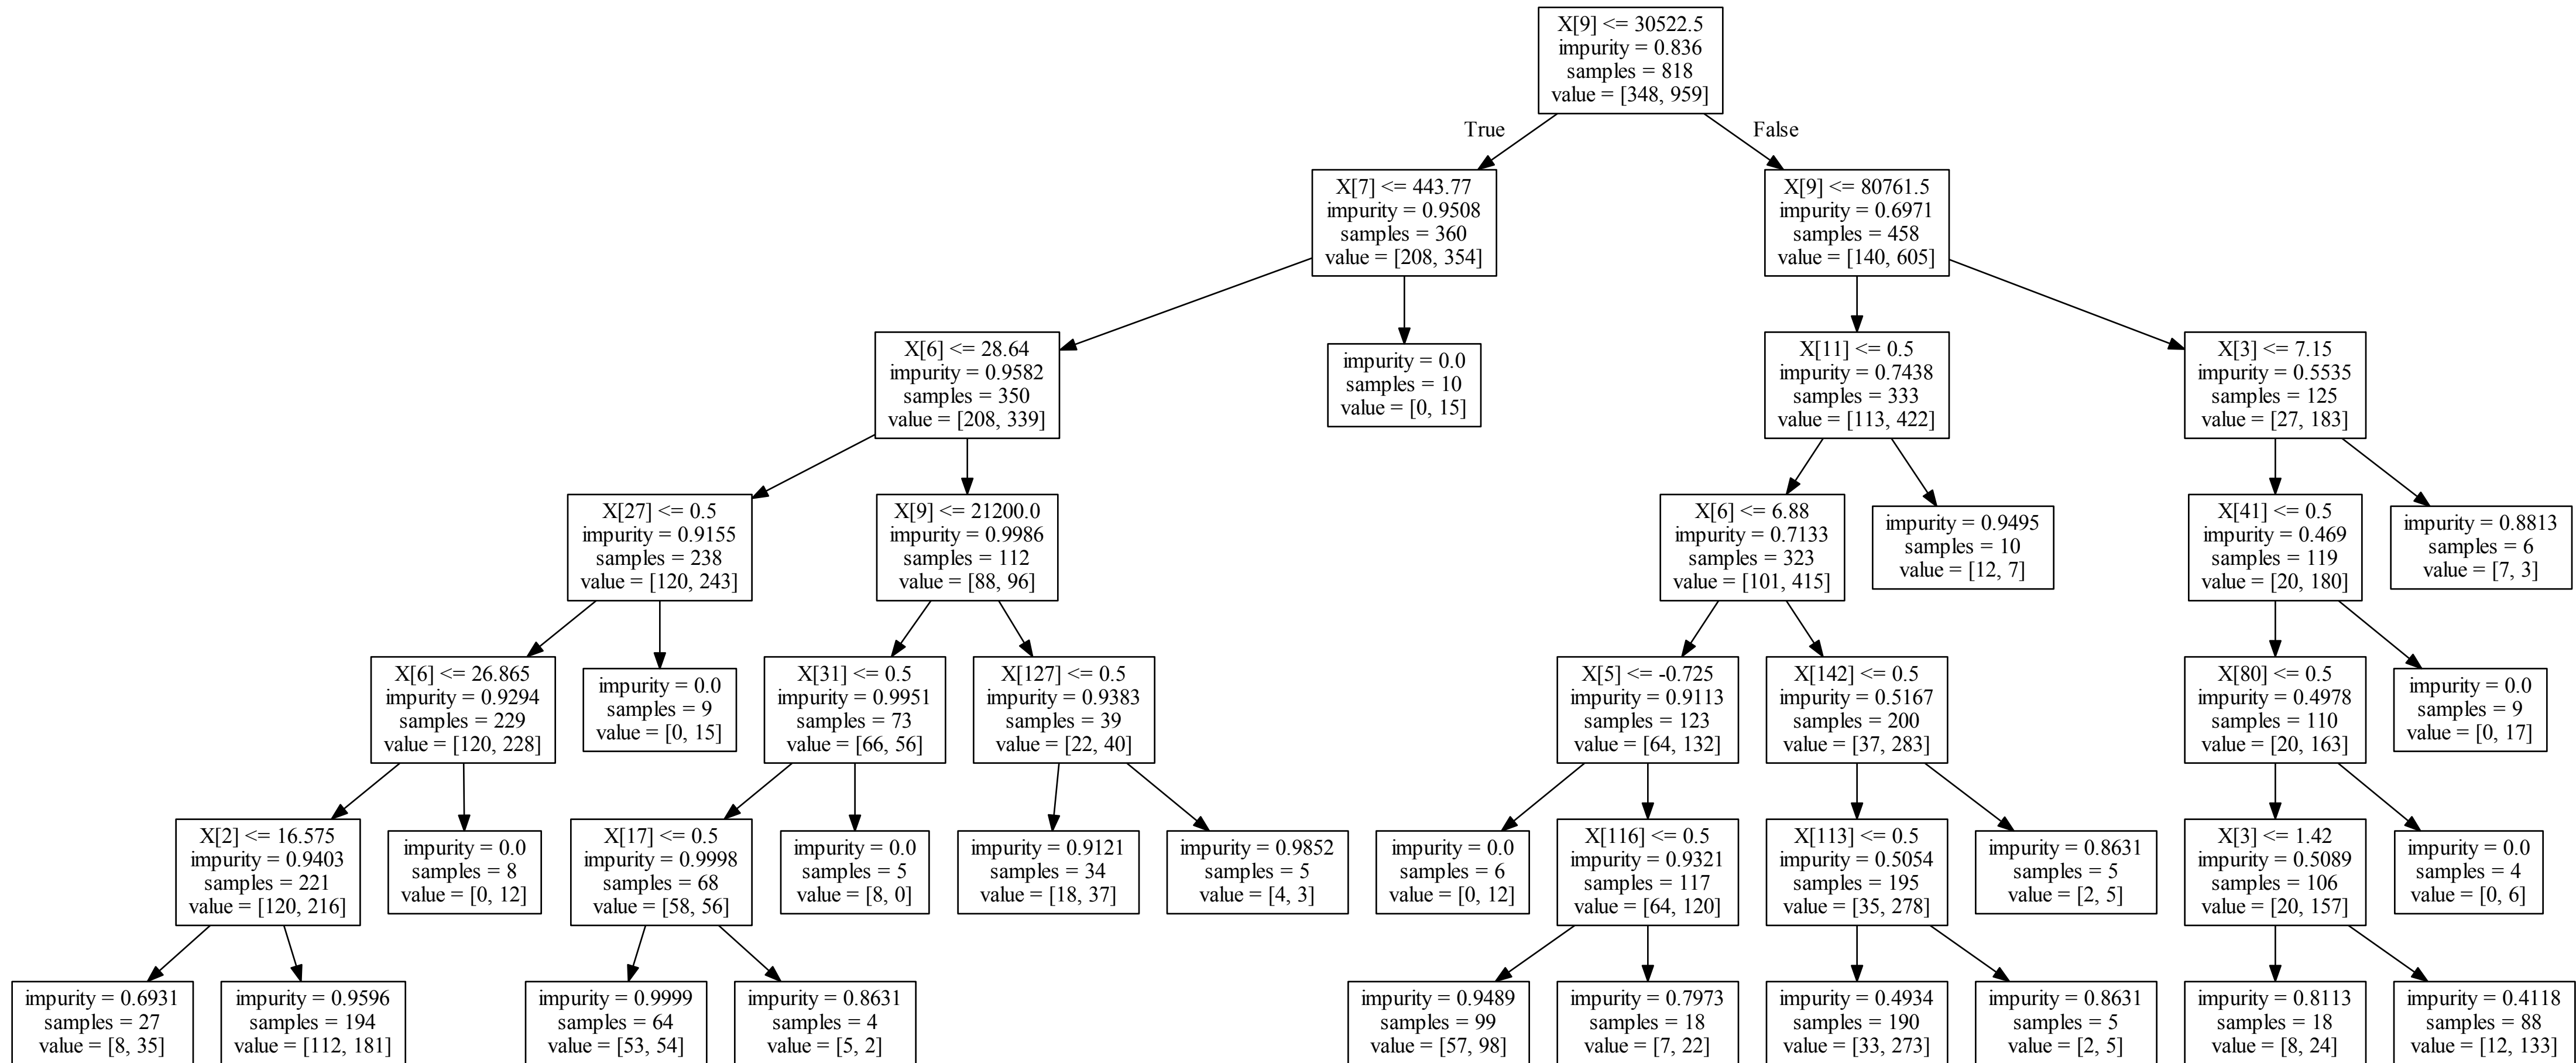 X[9] <= 30522.5
impurity = 0.836
samples = 818
value = [348, 959]
True
False
X[7] <= 443.77
impurity = 0.9508
samples = 360
value = [208, 354]
X[9] <= 80761.5
impurity = 0.6971
samples = 458
value = [140, 605]
X[6] <= 28.64
impurity = 0.9582
samples = 350
value = [208, 339]
impurity = 0.0
samples = 10
value = [0, 15]
X[11] <= 0.5
impurity = 0.7438
samples = 333
value = [113, 422]
X[3] <= 7.15
impurity = 0.5535
samples = 125
value = [27, 183]
X[27] <= 0.5
impurity = 0.9155
samples = 238
value = [120, 243]
X[9] <= 21200.0
impurity = 0.9986
samples = 112
value = [88, 96]
X[6] <= 6.88
impurity = 0.7133
samples = 323
value = [101, 415]
impurity = 0.9495
samples = 10
value = [12, 7]
X[41] <= 0.5
impurity = 0.469
samples = 119
value = [20, 180]
impurity = 0.8813
samples = 6
value = [7, 3]
X[6] <= 26.865
impurity = 0.9294
samples = 229
value = [120, 228]
impurity = 0.0
samples = 9
value = [0, 15]
X[31] <= 0.5
impurity = 0.9951
samples = 73
value = [66, 56]
X[127] <= 0.5
impurity = 0.9383
samples = 39
value = [22, 40]
X[5] <= -0.725
impurity = 0.9113
samples = 123
value = [64, 132]
X[142] <= 0.5
impurity = 0.5167
samples = 200
value = [37, 283]
X[80] <= 0.5
impurity = 0.4978
samples = 110
value = [20, 163]
impurity = 0.0
samples = 9
value = [0, 17]
X[2] <= 16.575
impurity = 0.9403
samples = 221
value = [120, 216]
impurity = 0.0
samples = 8
value = [0, 12]
X[17] <= 0.5
impurity = 0.9998
samples = 68
value = [58, 56]
impurity = 0.0
samples = 5
value = [8, 0]
impurity = 0.9121
samples = 34
value = [18, 37]
impurity = 0.9852
samples = 5
value = [4, 3]
impurity = 0.0
samples = 6
value = [0, 12]
X[116] <= 0.5
impurity = 0.9321
samples = 117
value = [64, 120]
X[113] <= 0.5
impurity = 0.5054
samples = 195
value = [35, 278]
impurity = 0.8631
samples = 5
value = [2, 5]
X[3] <= 1.42
impurity = 0.5089
samples = 106
value = [20, 157]
impurity = 0.0
samples = 4
value = [0, 6]
impurity = 0.6931
samples = 27
value = [8, 35]
impurity = 0.9596
samples = 194
value = [112, 181]
impurity = 0.9999
samples = 64
value = [53, 54]
impurity = 0.8631
samples = 4
value = [5, 2]
impurity = 0.9489
samples = 99
value = [57, 98]
impurity = 0.7973
samples = 18
value = [7, 22]
impurity = 0.4934
samples = 190
value = [33, 273]
impurity = 0.8631
samples = 5
value = [2, 5]
impurity = 0.8113
samples = 18
value = [8, 24]
impurity = 0.4118
samples = 88
value = [12, 133]